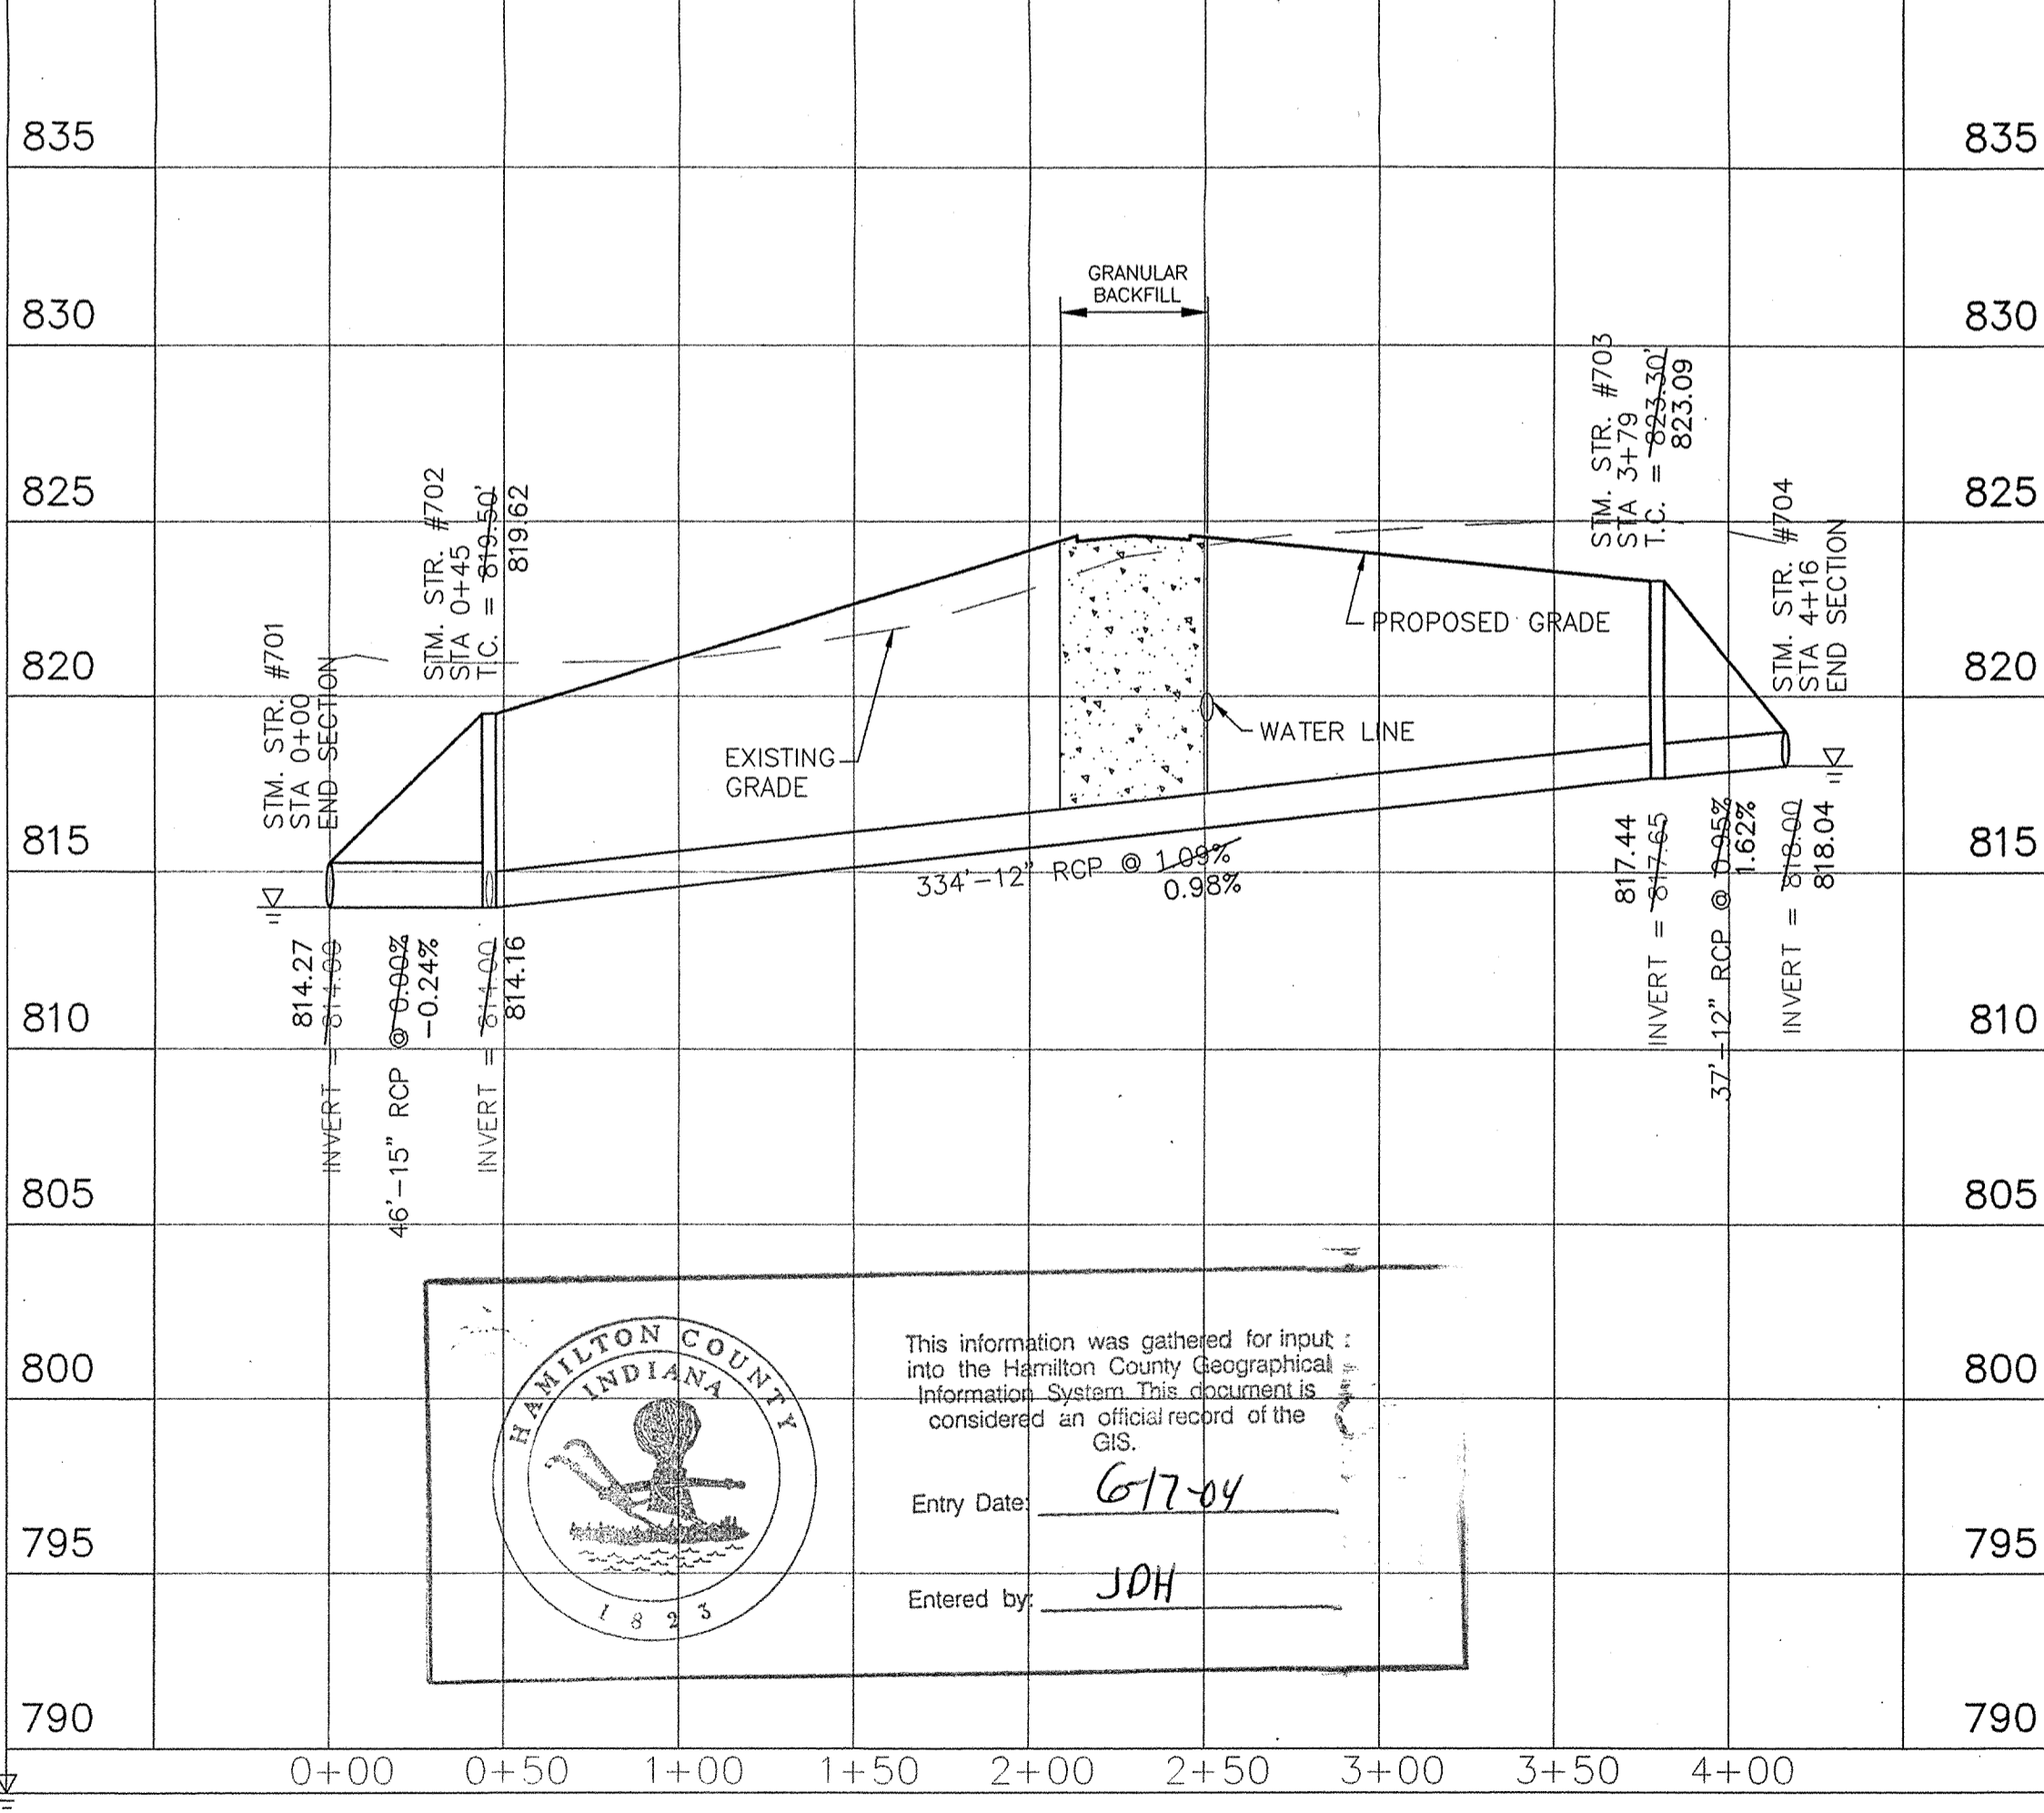 835
835
830
830
825
825
820
820
815
815
810
810
805
805
800
800
795
795
790
790
GRANULAR
BACKFILL
STM. STR. #701
STA 0+00
END SECTION
STM. STR. #702
STA 0+45
T.C. = 819.50'
819.62
STM. STR. #703
STA 3+79
T.C. = 823.30'
823.09
STM. STR. #704
STA 4+16
END SECTION
PROPOSED GRADE
WATER LINE
EXISTING
GRADE
334'-12" RCP @ 1.09%
0.98%
814.27
INVERT = 814.00
46'-15" RCP @ 0.00%
-0.24%
INVERT = 814.00
814.16
817.44
INVERT = 817.65
37'-12" RCP @ 0.95%
1.62%
INVERT = 818.00
818.04
HAMILTON COUNTY
INDIANA
1823
This information was gathered for input
into the Hamilton County Geographical
Information System. This document is
considered an official record of the
GIS.
Entry Date: 6-17-04
Entered by: JDH
0+00 0+50 1+00 1+50 2+00 2+50 3+00 3+50 4+00